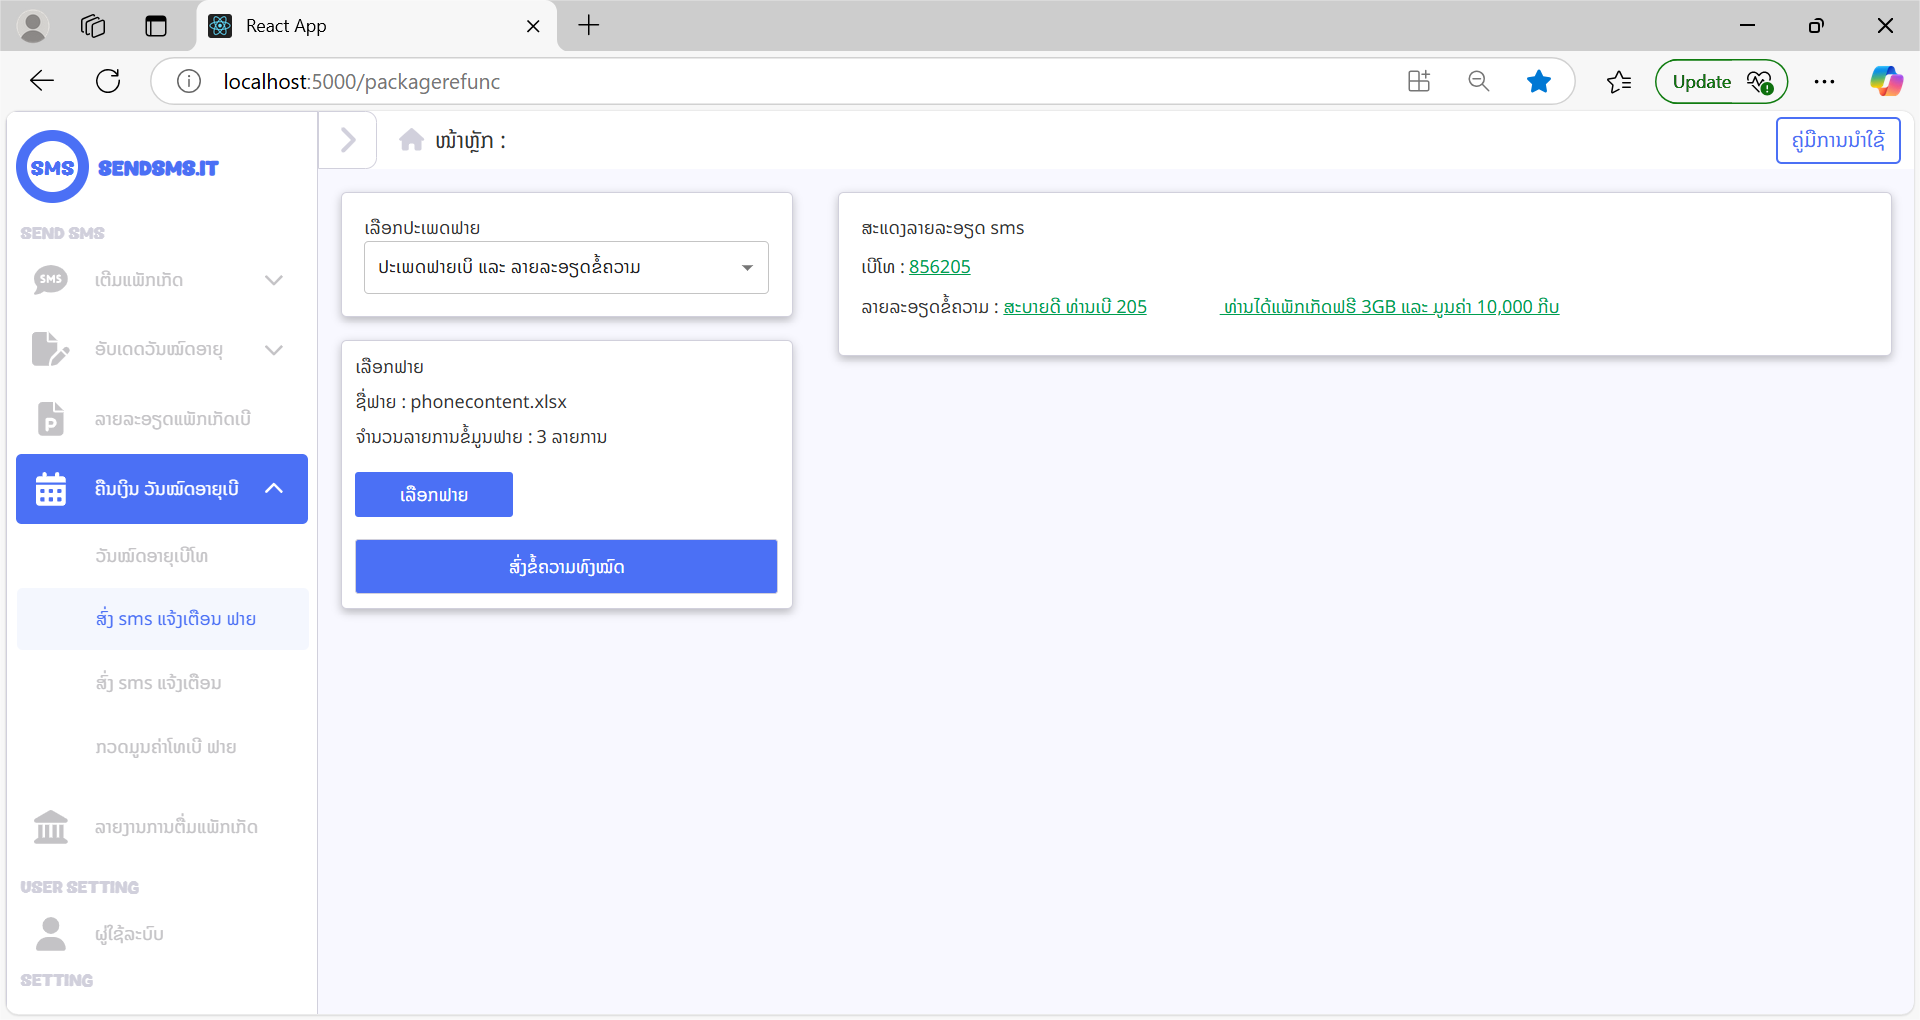 React App
localhost:5000/packagerefunc
Update
SMS
SENDSMS.IT
SEND SMS
SMS
ເຕີມແພັກເກັດ
ອັບເດດວັນໝົດອາຍຸ
P
ລາຍລະອຽດແພັກເກັດເບີ
ຄືນເງິນ ວັນໝົດອາຍຸເບີ
ວັນໝົດອາຍຸເບີໂທ
ສົ່ງ sms ແຈ້ງເຕືອນ ຟາຍ
ສົ່ງ sms ແຈ້ງເຕືອນ
ກວດມູນຄ່າໂທເບີ ຟາຍ
ລາຍງານການຕື່ມແພັກເກັດ
USER SETTING
ຜູ້ໃຊ້ລະບົບ
SETTING
ໜ້າຫຼັກ :
ຄູ່ມືການນຳໃຊ້
ເລືອກປະເພດຟາຍ
ປະເພດຟາຍເບິ ແລະ ລາຍລະອຽດຂໍ້ຄວາມ
ເລືອກຟາຍ
ຊື່ຟາຍ : phonecontent.xlsx
ຈຳນວນລາຍການຂໍ້ມູນຟາຍ : 3 ລາຍການ
ເລືອກຟາຍ
ສົ່ງຂໍ້ຄວາມທັງໝົດ
ສະແດງລາຍລະອຽດ sms
ເບີໂທ : 856205
ລາຍລະອຽດຂໍ້ຄວາມ : ສະບາຍດີ ທ່ານເບີ 205 ທ່ານໄດ້ແພັກເກັດຟຣີ 3GB ແລະ ມູນຄ່າ 10,000 ກີບ